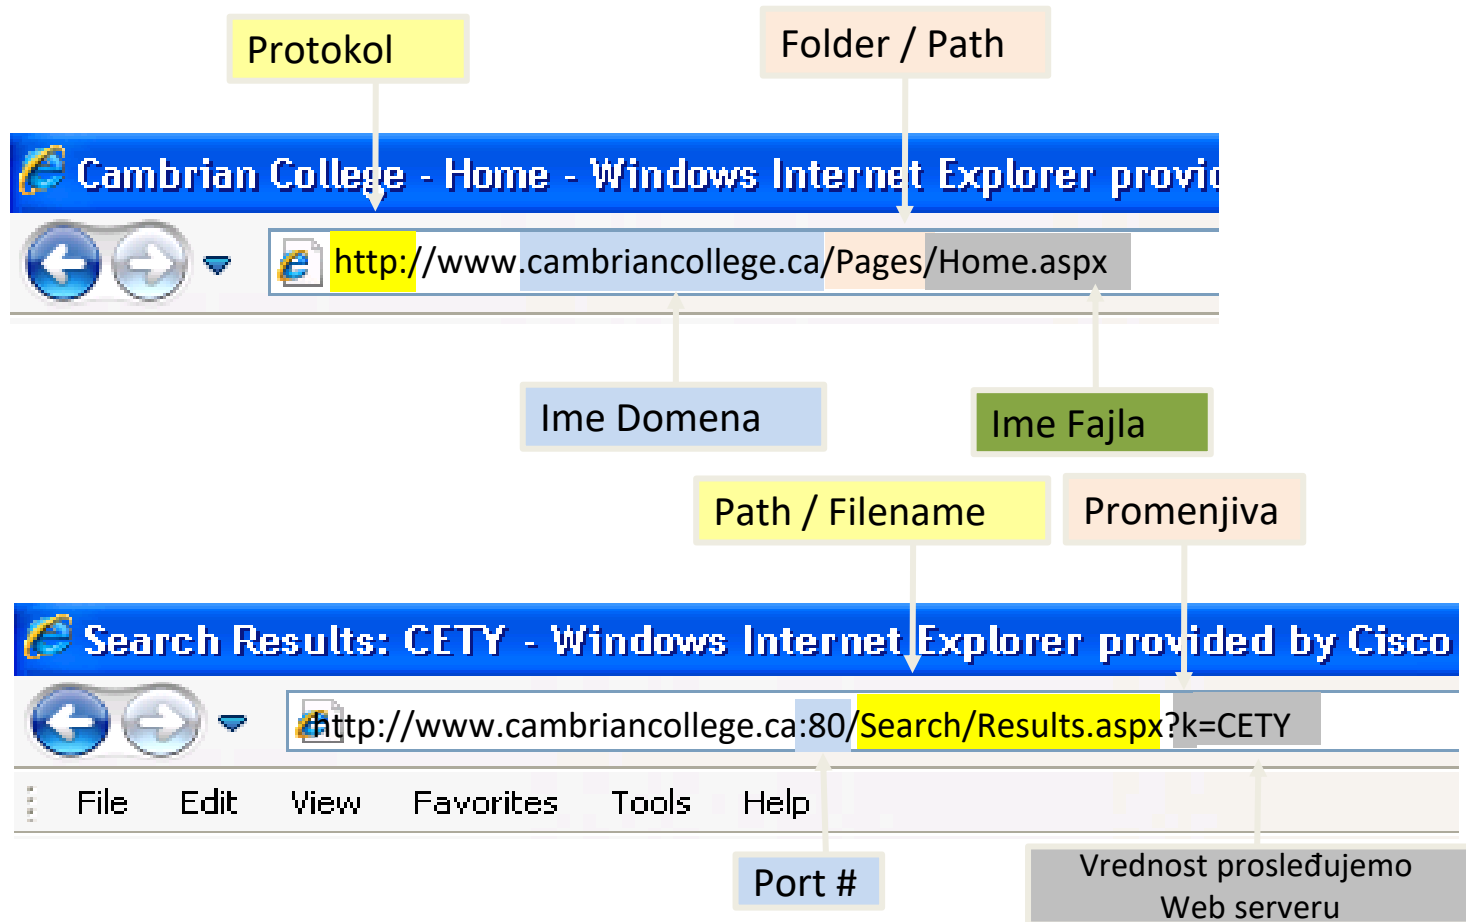 Protokol
Folder / Path
Cambrian College - Home - Windows Internet Explorer provid
http://www.cambriancollege.ca/Pages/Home.aspx
Ime Domena
Ime Fajla
Path / Filename
Promenjiva
Search Results: CETY - Windows Internet Explorer provided by Cisco
http://www.cambriancollege.ca:80/Search/Results.aspx?k=CETY
File Edit View Favorites Tools Help
Port #
Vrednost prosleđujemo
Web serveru